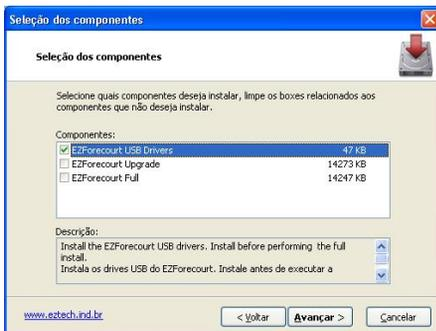 Seleção dos componentes
Seleção dos componentes
Selecione quais componentes deseja instalar, limpe os boxes relacionados aos
componentes que não deseja instalar.
Componentes:
EZForecourt USB Drivers 47 KB
EZForecourt Upgrade 14273 KB
EZForecourt Full 14247 KB
Descrição:
Install the EZForecourt USB drivers. Install before performing the full
install.
Instala os drives USB do EZForecourt. Instale antes de executar a
www.eztech.ind.br
< Voltar
Avançar >
Cancelar